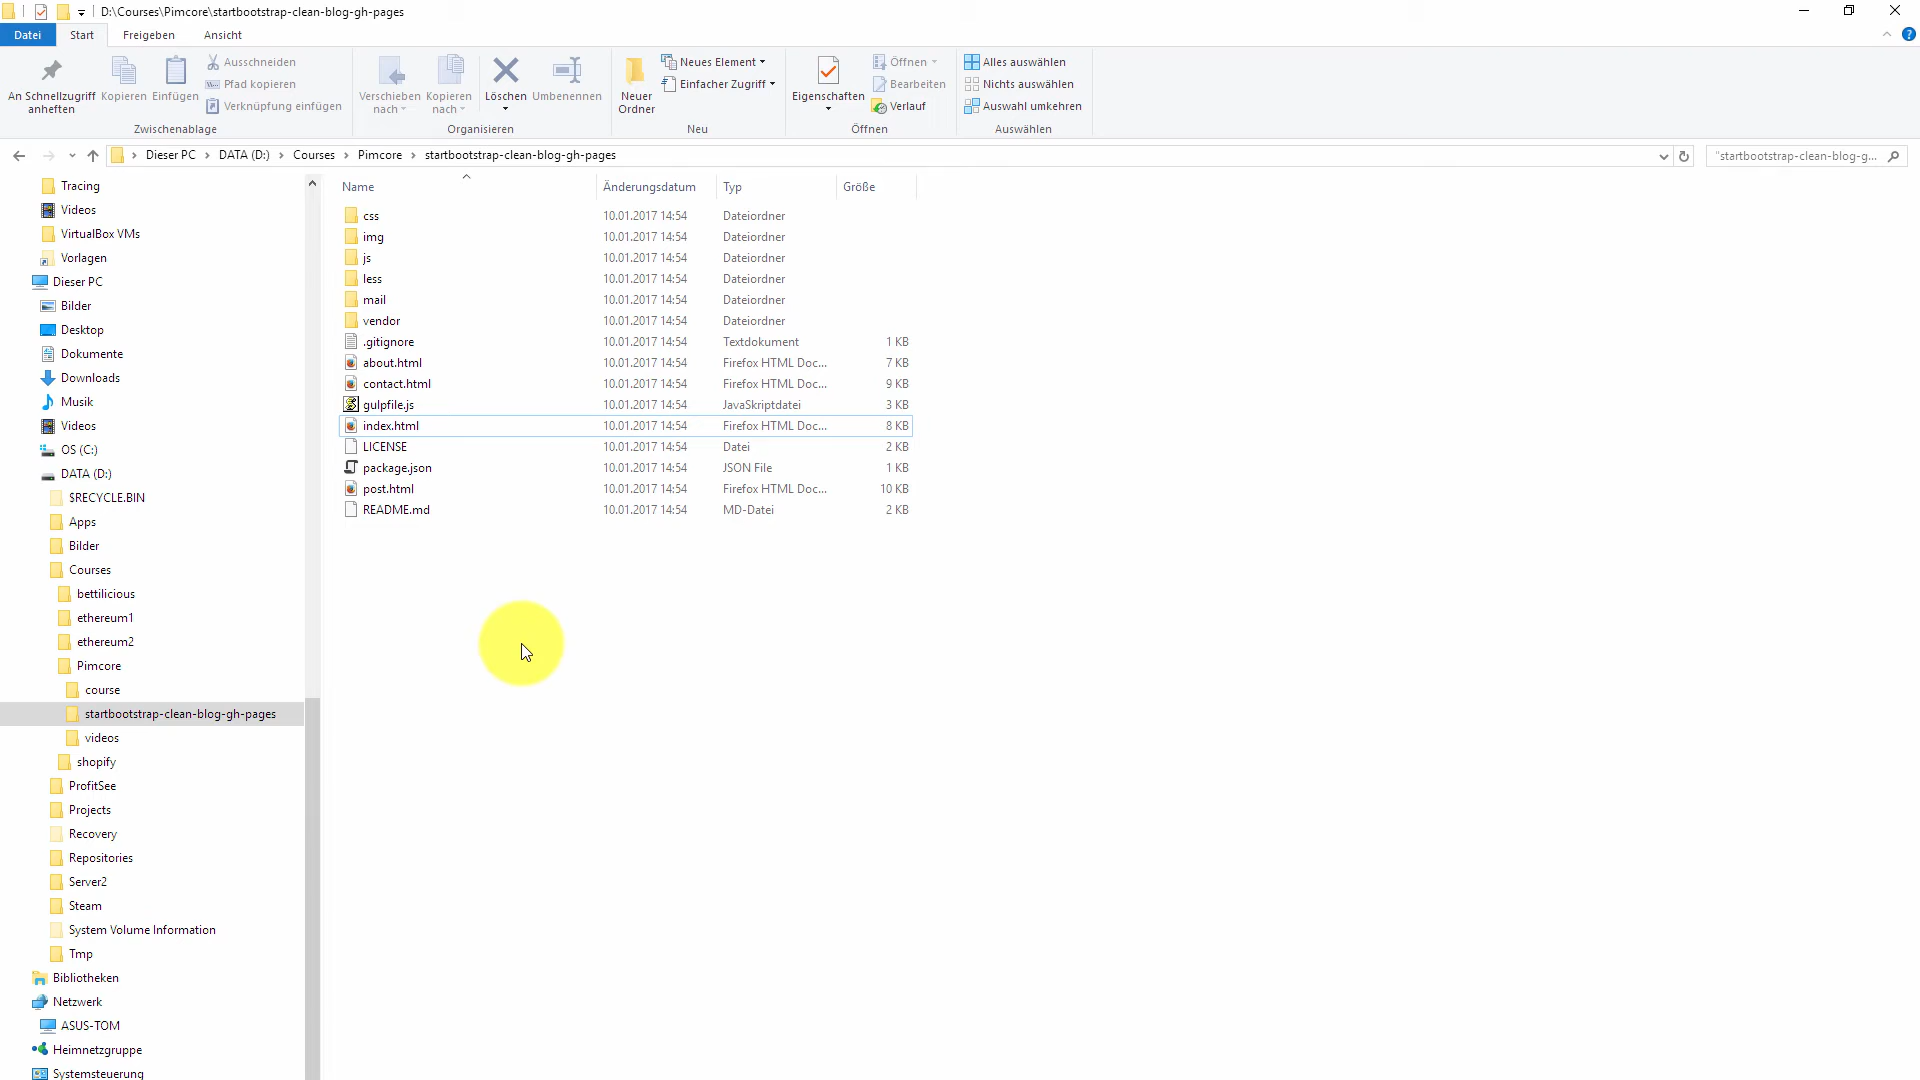 D:\Courses\Pimcore\startbootstrap-clean-blog-gh-pages
Datei Start Freigeben Ansicht
An Schnellzugriff anheften
Kopieren
Einfügen
Ausschneiden
Pfad kopieren
Verknüpfung einfügen
Zwischenablage
Verschieben nach
Kopieren nach
Löschen
Umbenennen
Organisieren
Neuer Ordner
Neues Element
Einfacher Zugriff
Neu
Eigenschaften
Öffnen
Bearbeiten
Verlauf
Öffnen
Alles auswählen
Nichts auswählen
Auswahl umkehren
Auswählen
Dieser PC > DATA (D:) > Courses > Pimcore > startbootstrap-clean-blog-gh-pages
"startbootstrap-clean-blog-g...
Tracing
Videos
VirtualBox VMs
Vorlagen
Dieser PC
Bilder
Desktop
Dokumente
Downloads
Musik
Videos
OS (C:)
DATA (D:)
$RECYCLE.BIN
Apps
Bilder
Courses
bettilicious
ethereum1
ethereum2
Pimcore
course
startbootstrap-clean-blog-gh-pages
videos
shopify
ProfitSee
Projects
Recovery
Repositories
Server2
Steam
System Volume Information
Tmp
Bibliotheken
Netzwerk
ASUS-TOM
Heimnetzgruppe
Systemsteuerung
Name Änderungsdatum Typ Größe
css 10.01.2017 14:54 Dateiordner
img 10.01.2017 14:54 Dateiordner
js 10.01.2017 14:54 Dateiordner
less 10.01.2017 14:54 Dateiordner
mail 10.01.2017 14:54 Dateiordner
vendor 10.01.2017 14:54 Dateiordner
.gitignore 10.01.2017 14:54 Textdokument 1 KB
about.html 10.01.2017 14:54 Firefox HTML Doc... 7 KB
contact.html 10.01.2017 14:54 Firefox HTML Doc... 9 KB
gulpfile.js 10.01.2017 14:54 JavaSkriptdatei 3 KB
index.html 10.01.2017 14:54 Firefox HTML Doc... 8 KB
LICENSE 10.01.2017 14:54 Datei 2 KB
package.json 10.01.2017 14:54 JSON File 1 KB
post.html 10.01.2017 14:54 Firefox HTML Doc... 10 KB
README.md 10.01.2017 14:54 MD-Datei 2 KB